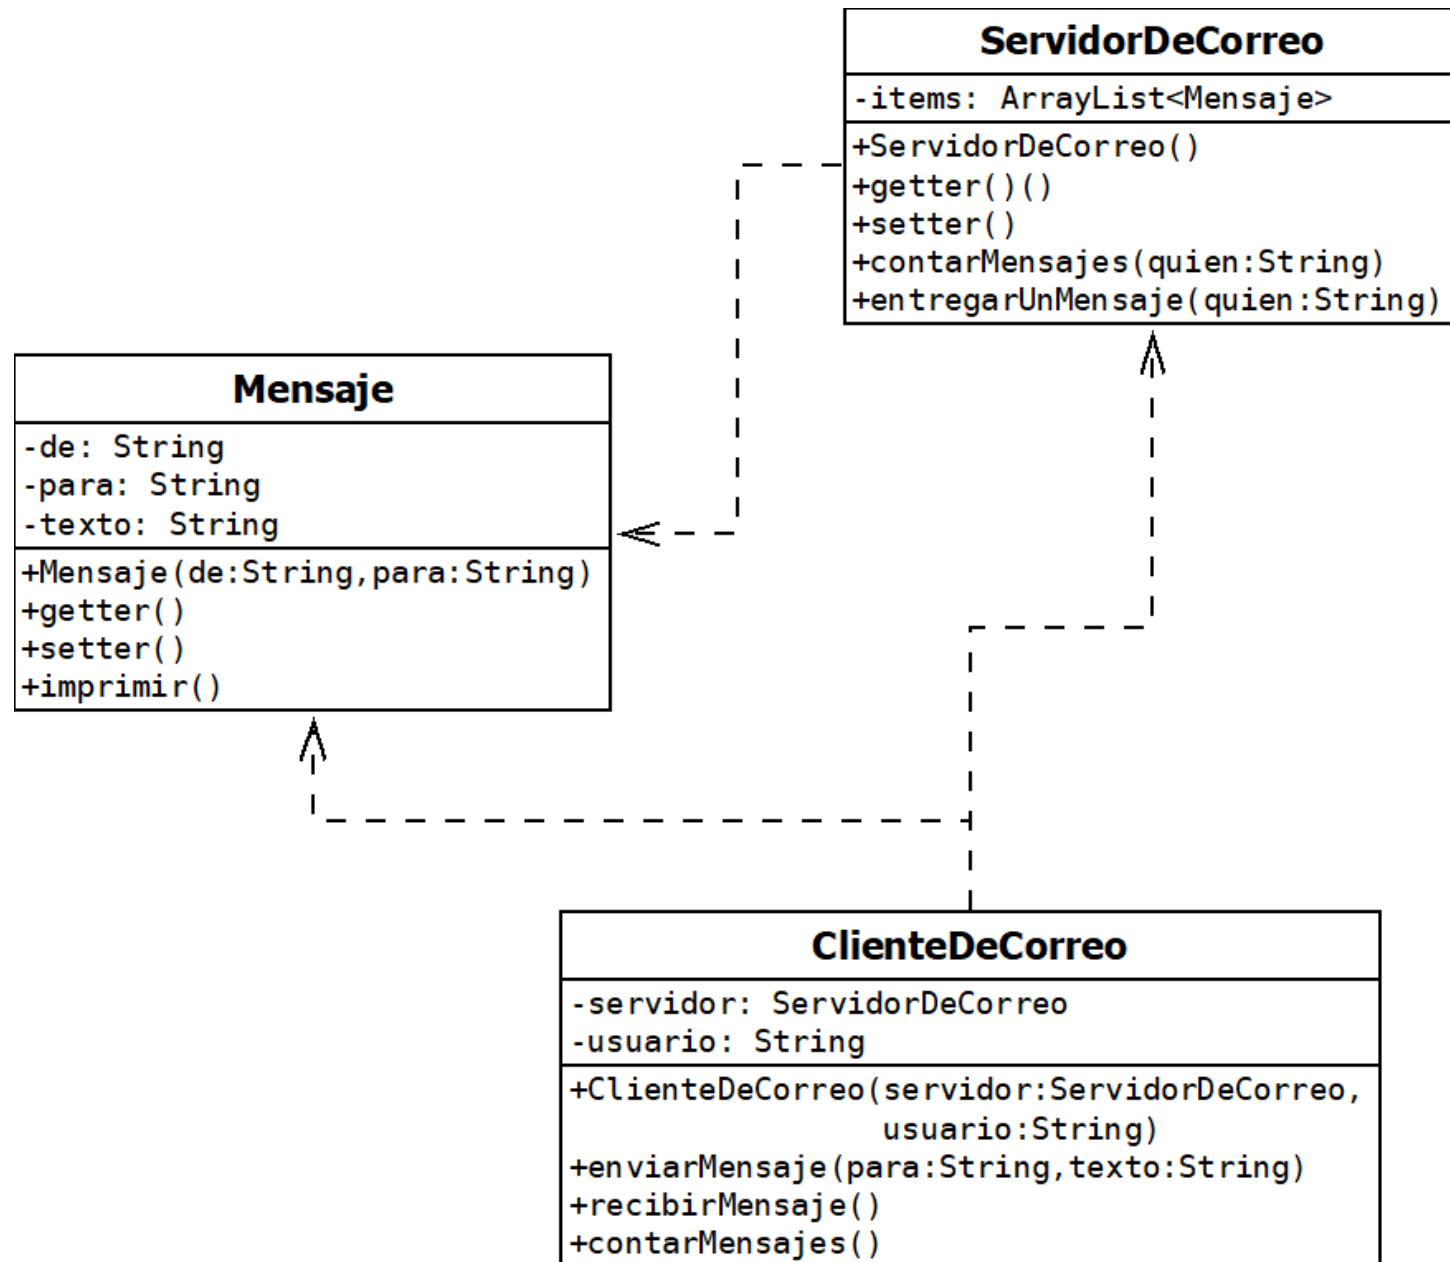 ServidorDeCorreo
-items: ArrayList<Mensaje>
+ServidorDeCorreo()
+getter()()
+setter()
+contarMensajes(quien:String)
+entregarUnMensaje(quien:String)
Mensaje
-de: String
-para: String
-texto: String
+Mensaje(de:String,para:String)
+getter()
+setter()
+imprimir()
ClienteDeCorreo
-servidor: ServidorDeCorreo
-usuario: String
+ClienteDeCorreo(servidor:ServidorDeCorreo,
usuario:String)
+enviarMensaje(para:String,texto:String)
+recibirMensaje()
+contarMensajes()